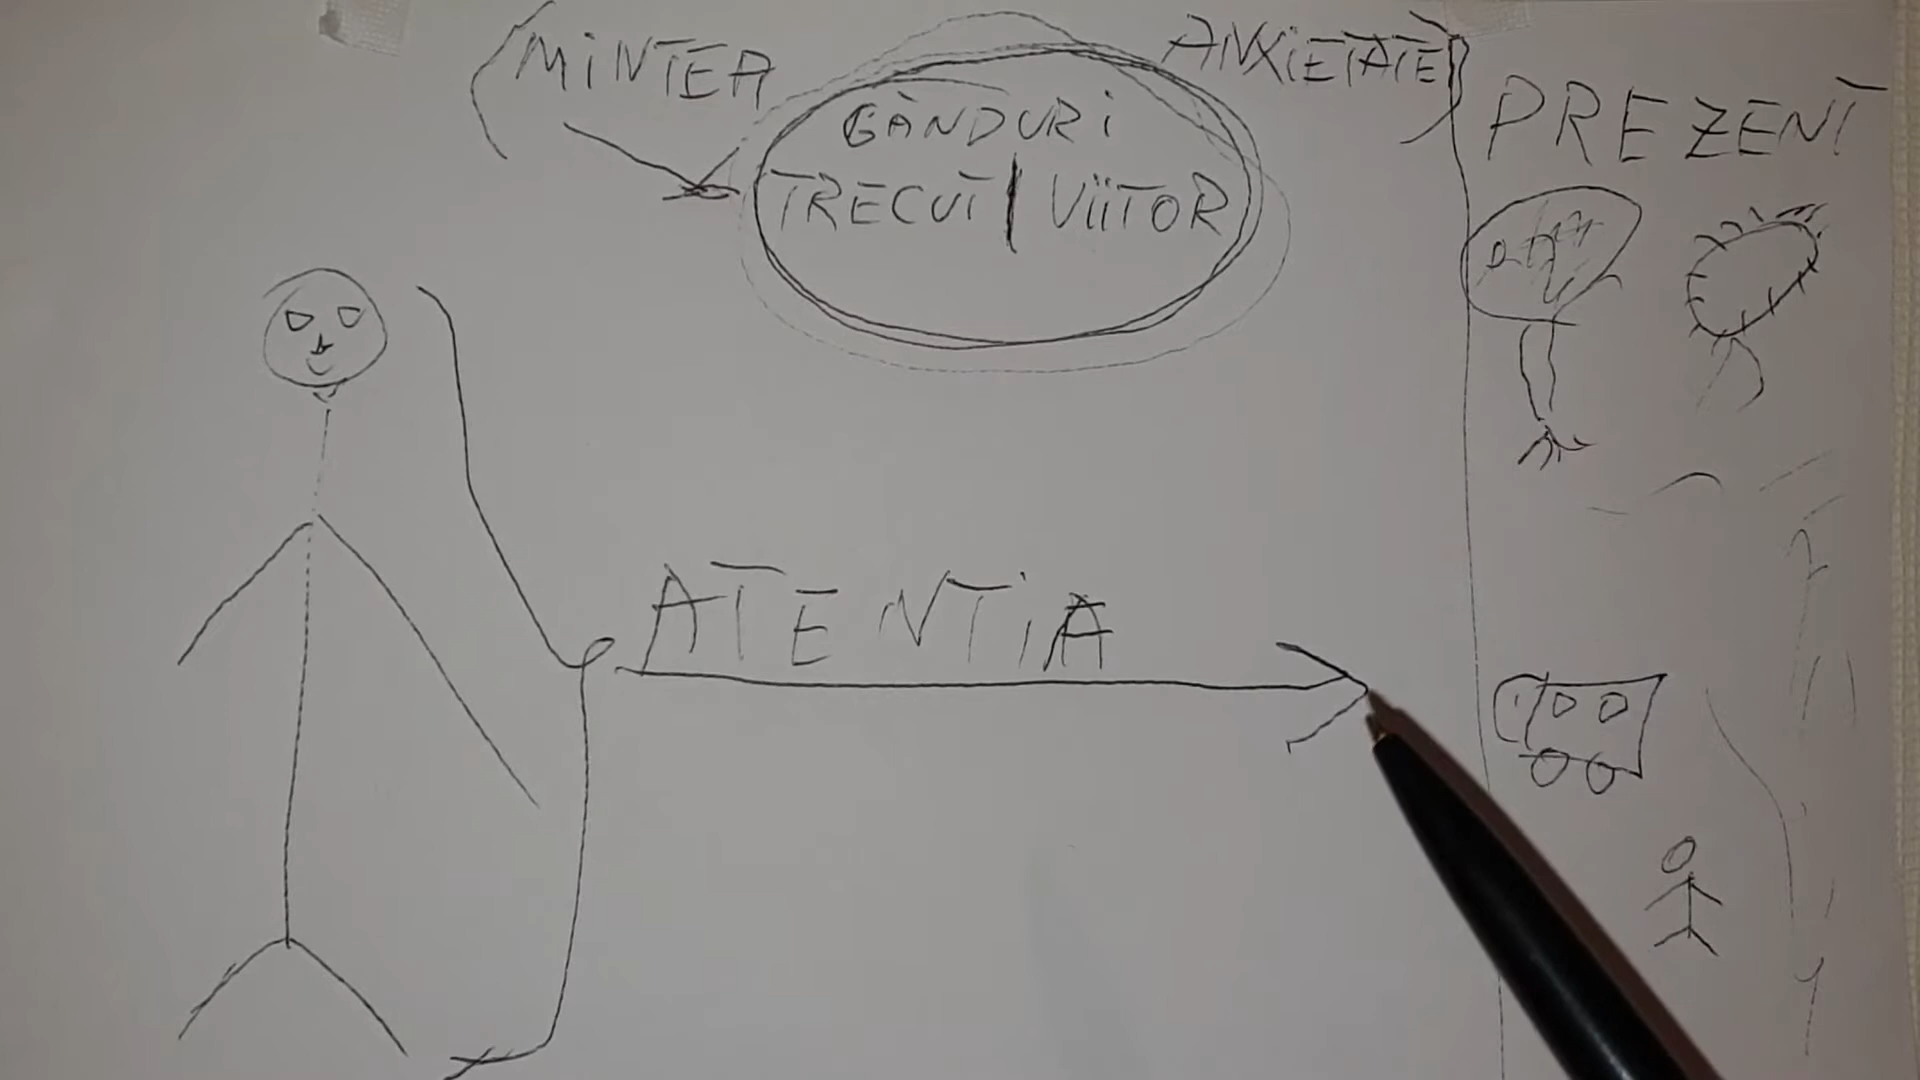 MiNTEA
ANXiETATE
GÂNDURi
TRECUT | ViiTOR
PREZENT
ATENTiA